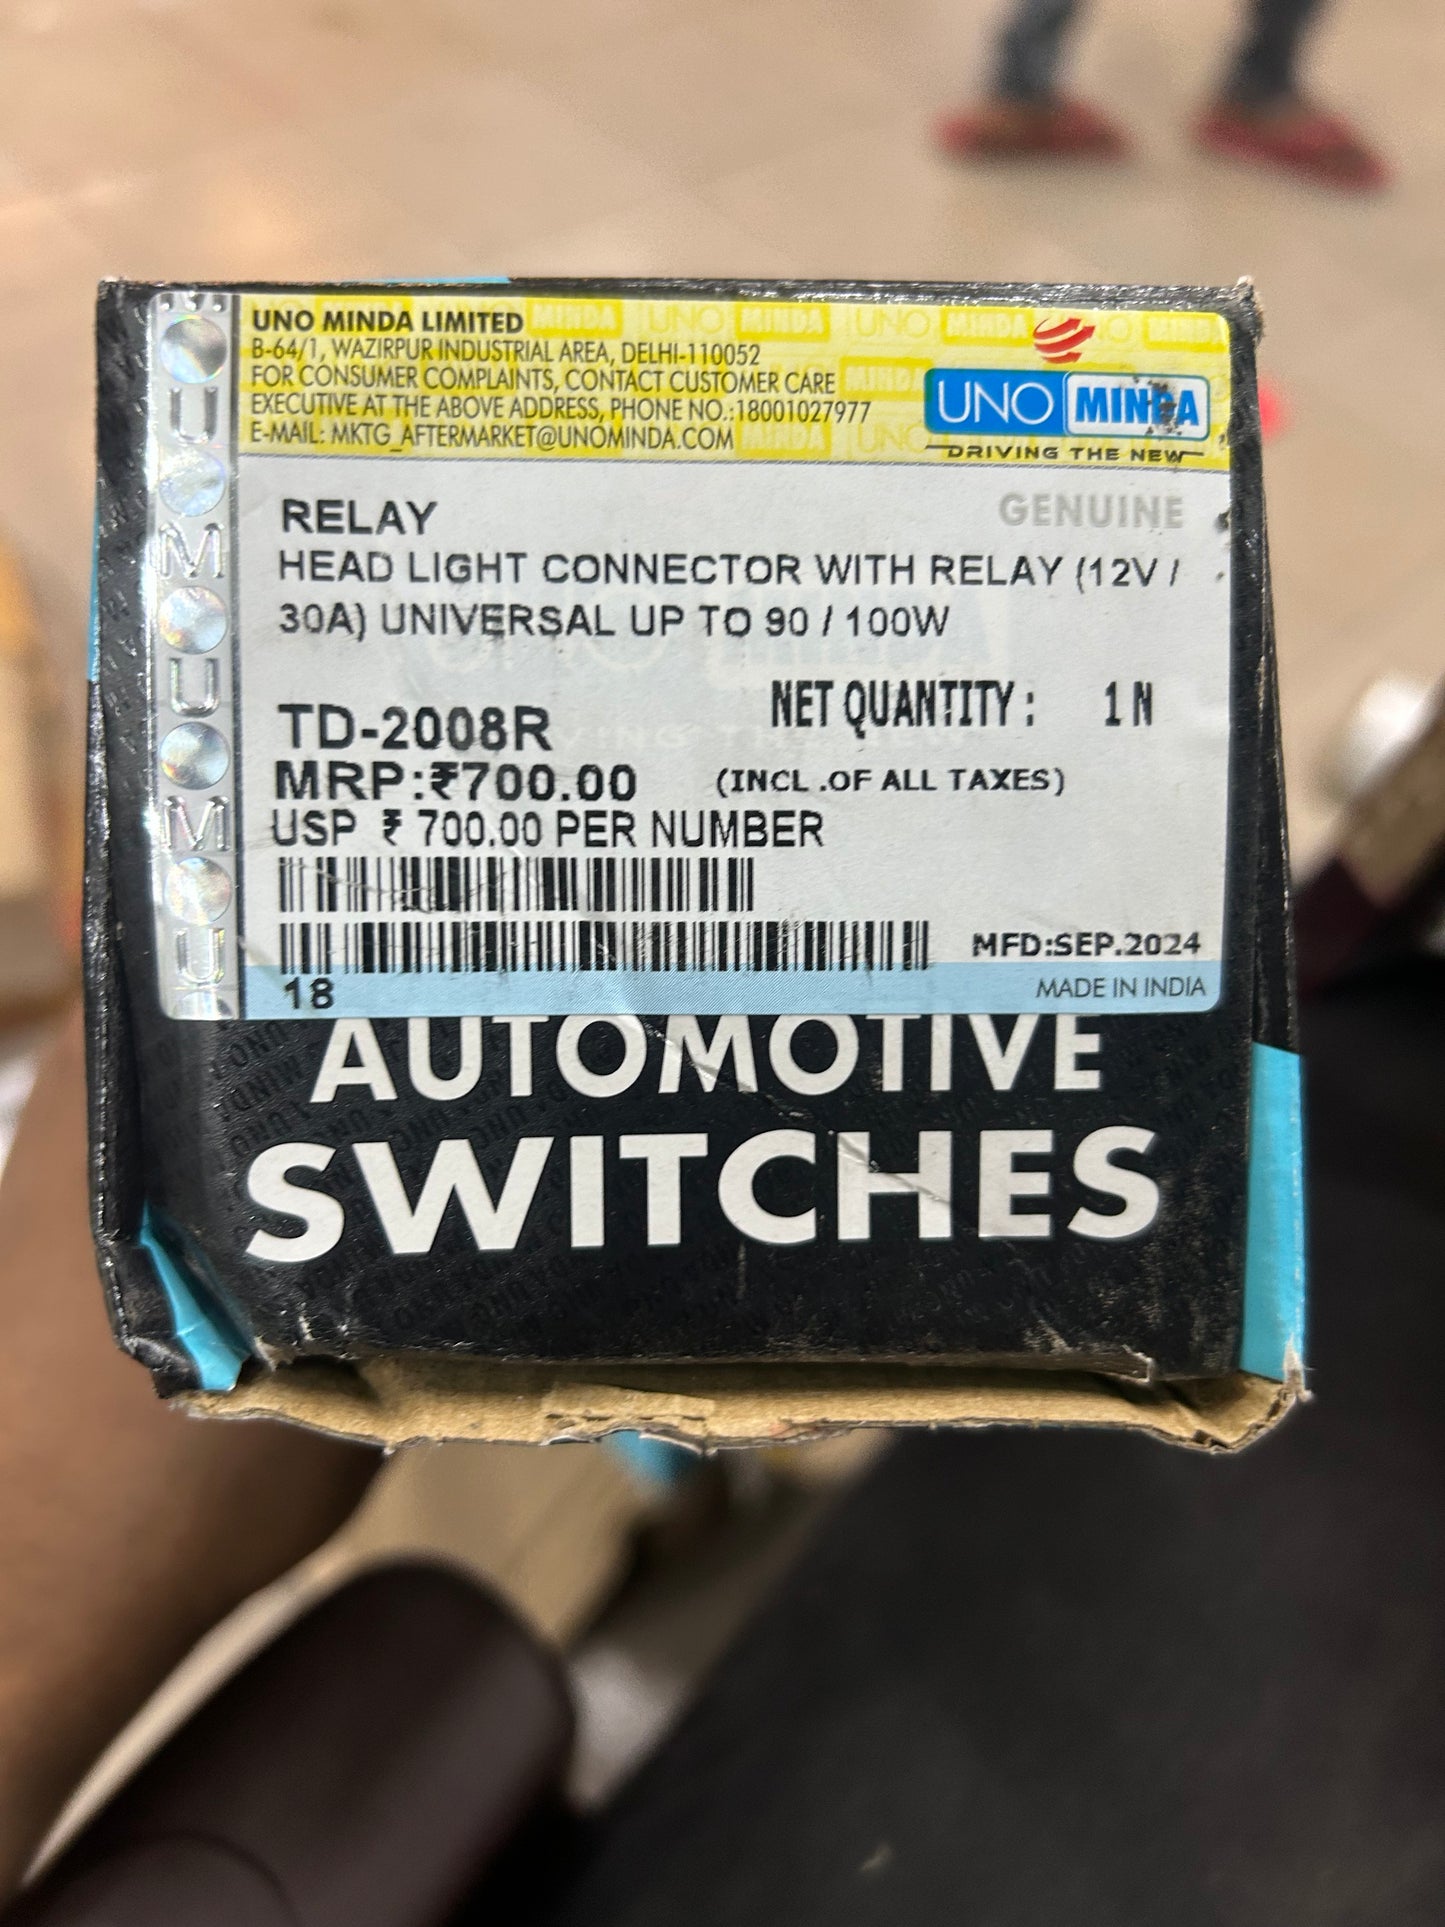 UNO MINDA LIMITED
B-64/1, WAZIRPUR INDUSTRIAL AREA, DELHI-110052
FOR CONSUMER COMPLAINTS, CONTACT CUSTOMER CARE
EXECUTIVE AT THE ABOVE ADDRESS, PHONE NO.:18001027977
E-MAIL: MKTG_AFTERMARKET@UNOMINDA.COM
UNO MINDA
DRIVING THE NEW
GENUINE
RELAY
HEAD LIGHT CONNECTOR WITH RELAY (12V /
30A) UNIVERSAL UP TO 90 / 100W
NET QUANTITY : 1 N
TD-2008R
MRP:₹700.00 (INCL .OF ALL TAXES)
USP ₹ 700.00 PER NUMBER
MFD:SEP.2024
18
MADE IN INDIA
AUTOMOTIVE
SWITCHES